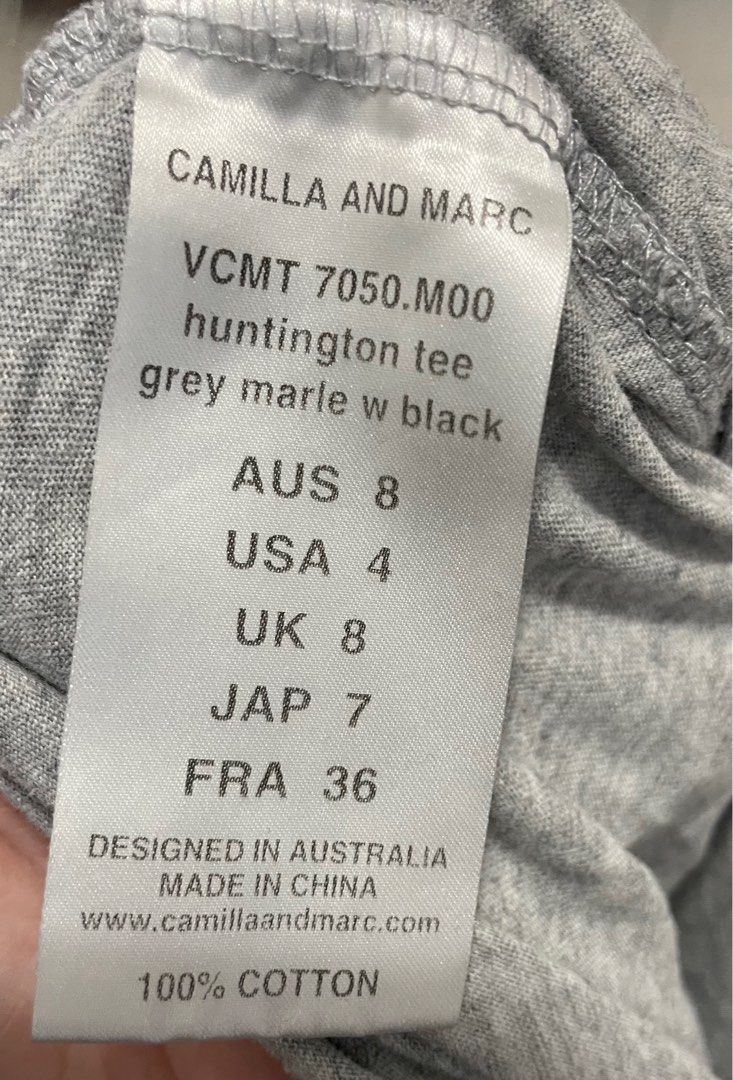 CAMILLA AND MARC
VCMT 7050.M00
huntington tee
grey marle w black
AUS 8
USA 4
UK 8
JAP 7
FRA 36
DESIGNED IN AUSTRALIA
MADE IN CHINA
www.camillaandmarc.com
100% COTTON